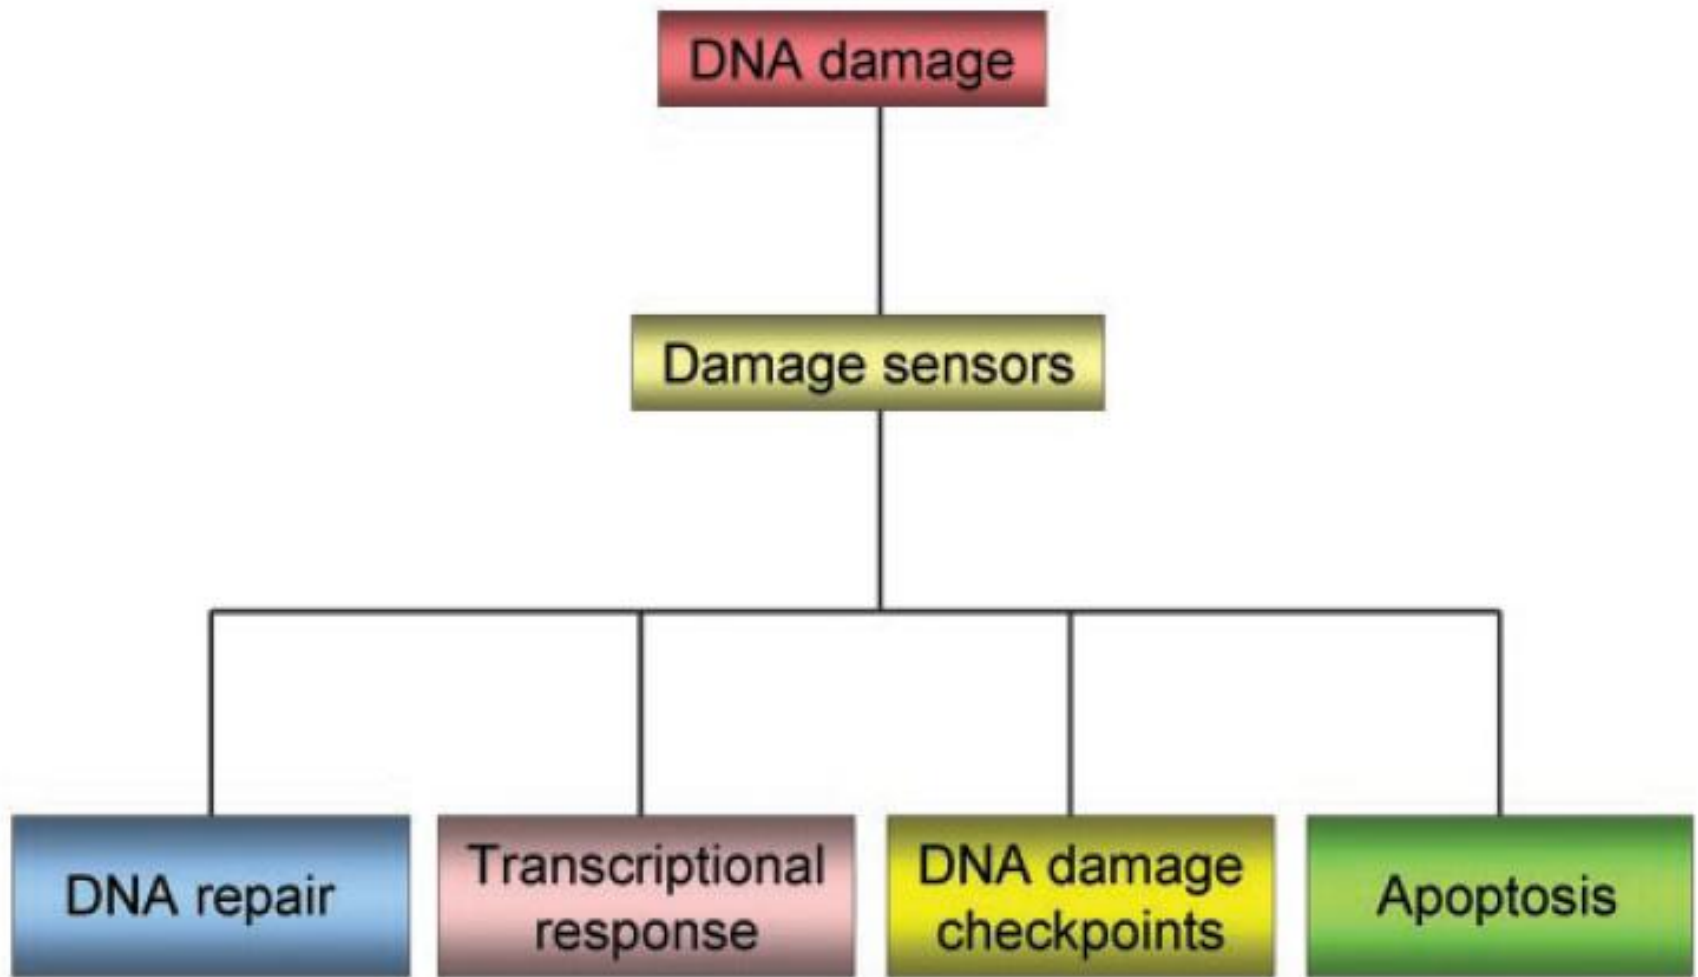 DNA damage
Damage sensors
DNA repair
Transcriptional
response
DNA damage
checkpoints
Apoptosis